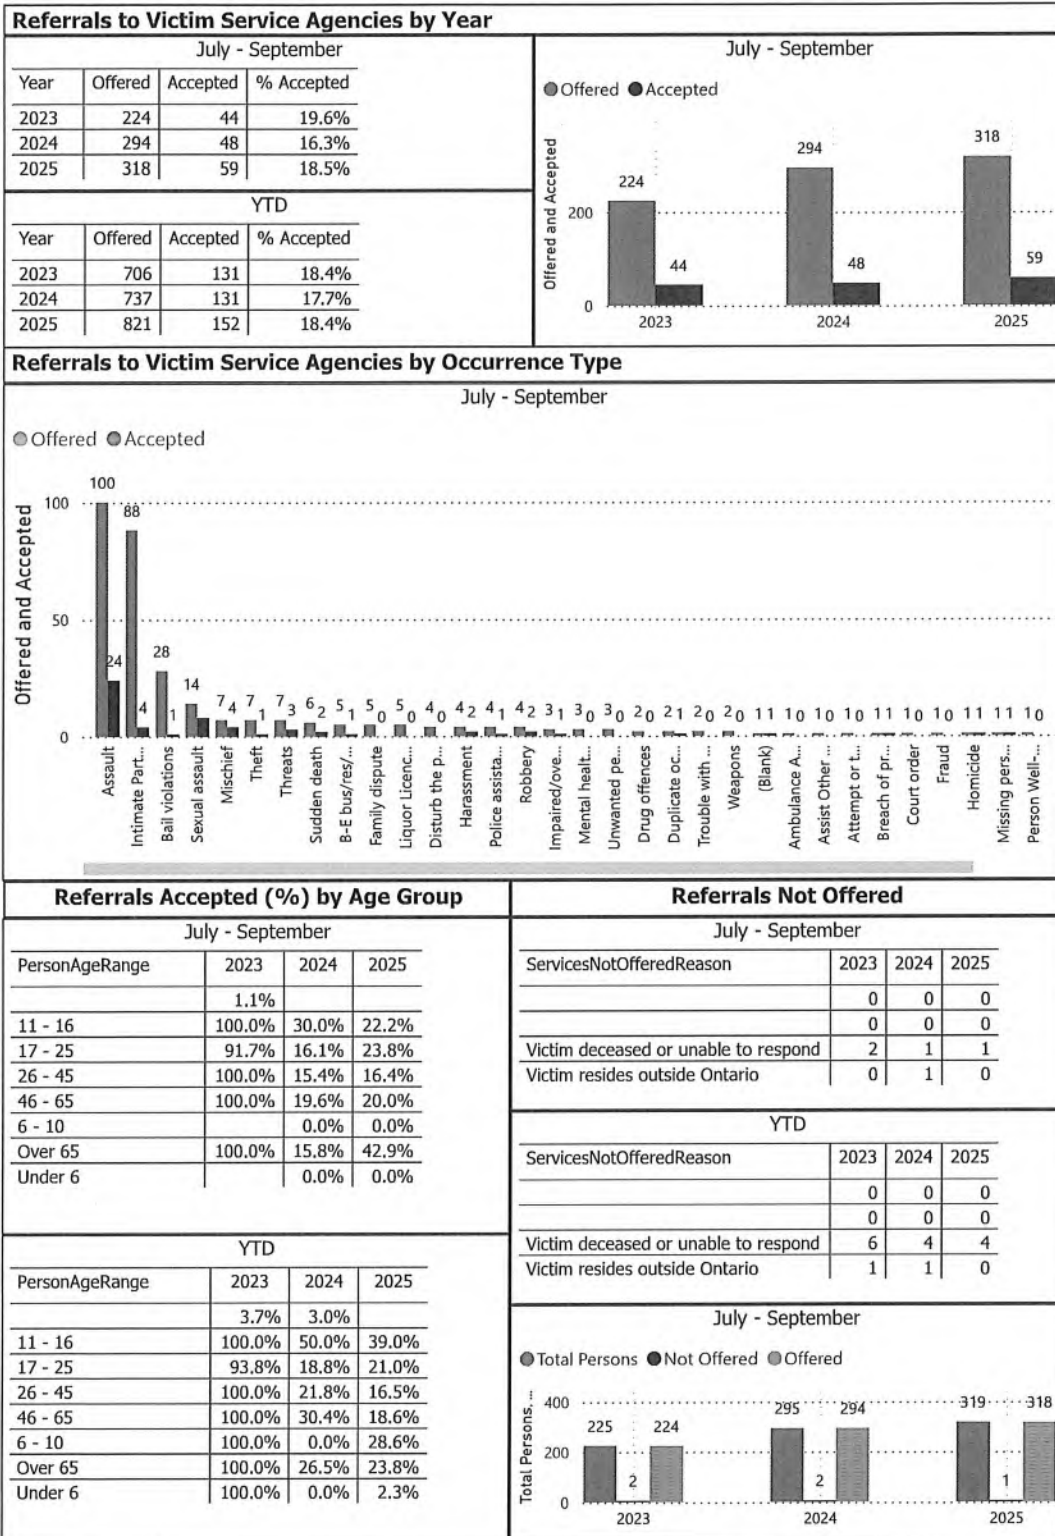 Referrals to Victim Service Agencies by Year
July - September
Year Offered Accepted % Accepted
2023 224 44 19.6%
2024 294 48 16.3%
2025 318 59 18.5%
YTD
Year Offered Accepted % Accepted
2023 706 131 18.4%
2024 737 131 17.7%
2025 821 152 18.4%
July - September
Offered Accepted
Offered and Accepted
200
0
224 44
294 48
318 59
2023 2024 2025
Referrals to Victim Service Agencies by Occurrence Type
July - September
Offered Accepted
Offered and Accepted
100
50
0
100 24 88 4 28 1 14 7 4 7 1 7 3 6 2 5 1 5 0 5 0 4 0 4 2 4 1 4 2 3 1 3 0 3 0 2 0 2 1 2 0 2 0 1 1 1 0 1 0 1 0 1 1 1 0 1 0 1 1 1 1 1 0
Assault
Intimate Part...
Bail violations
Sexual assault
Mischief
Theft
Threats
Sudden death
B-E bus/res/...
Family dispute
Liquor Licenc...
Disturb the p...
Harassment
Police assista...
Robbery
Impaired/ove...
Mental healt...
Unwanted pe...
Drug offences
Duplicate oc...
Trouble with ...
Weapons
(Blank)
Ambulance A...
Assist Other ...
Attempt or t...
Breach of pr...
Court order
Fraud
Homicide
Missing pers...
Person Well-...
Referrals Accepted (%) by Age Group
July - September
PersonAgeRange 2023 2024 2025
1.1%
11 - 16 100.0% 30.0% 22.2%
17 - 25 91.7% 16.1% 23.8%
26 - 45 100.0% 15.4% 16.4%
46 - 65 100.0% 19.6% 20.0%
6 - 10 0.0% 0.0%
Over 65 100.0% 15.8% 42.9%
Under 6 0.0% 0.0%
YTD
PersonAgeRange 2023 2024 2025
3.7% 3.0%
11 - 16 100.0% 50.0% 39.0%
17 - 25 93.8% 18.8% 21.0%
26 - 45 100.0% 21.8% 16.5%
46 - 65 100.0% 30.4% 18.6%
6 - 10 100.0% 0.0% 28.6%
Over 65 100.0% 26.5% 23.8%
Under 6 100.0% 0.0% 2.3%
Referrals Not Offered
July - September
ServicesNotOfferedReason 2023 2024 2025
0 0 0
0 0 0
Victim deceased or unable to respond 2 1 1
Victim resides outside Ontario 0 1 0
YTD
ServicesNotOfferedReason 2023 2024 2025
0 0 0
0 0 0
Victim deceased or unable to respond 6 4 4
Victim resides outside Ontario 1 1 0
July - September
Total Persons Not Offered Offered
Total Persons, ...
400
200
0
225 2 224
295 2 294
319 1 318
2023 2024 2025